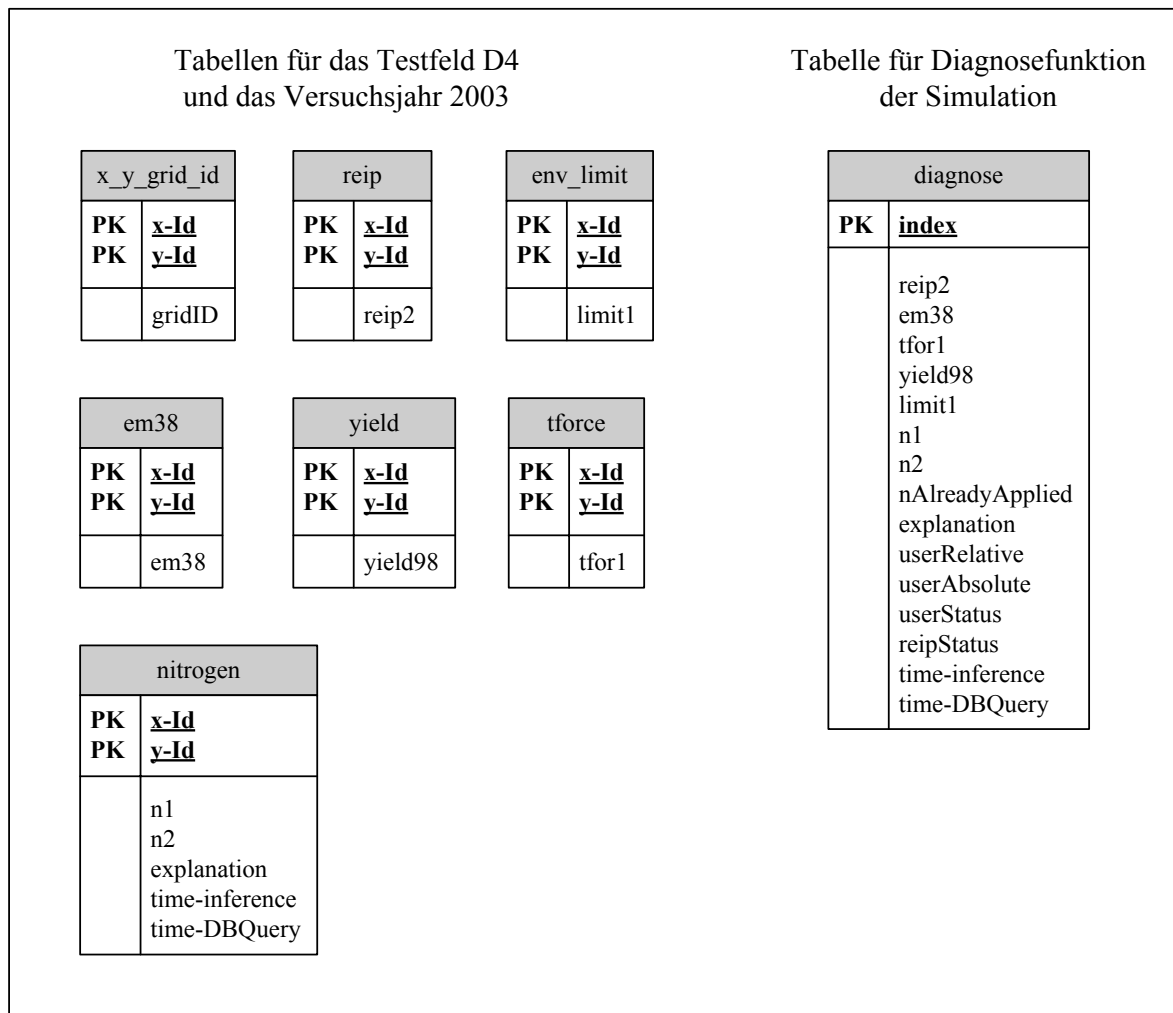 Tabellen für das Testfeld D4
und das Versuchsjahr 2003
Tabelle für Diagnosefunktion
der Simulation
x_y_grid_id
PK x-Id
PK y-Id
gridID
reip
PK x-Id
PK y-Id
reip2
env_limit
PK x-Id
PK y-Id
limit1
em38
PK x-Id
PK y-Id
em38
yield
PK x-Id
PK y-Id
yield98
tforce
PK x-Id
PK y-Id
tfor1
nitrogen
PK x-Id
PK y-Id
n1
n2
explanation
time-inference
time-DBQuery
diagnose
PK index
reip2
em38
tfor1
yield98
limit1
n1
n2
nAlreadyApplied
explanation
userRelative
userAbsolute
userStatus
reipStatus
time-inference
time-DBQuery